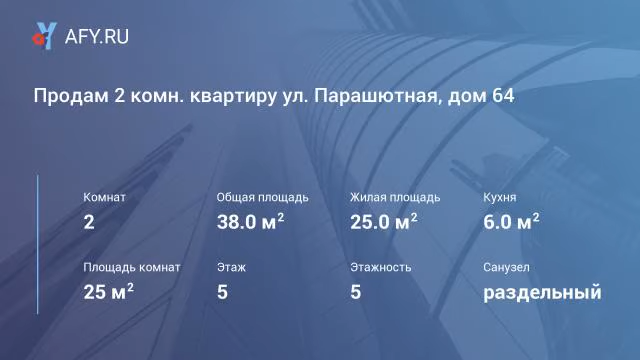 AFY.RU
Продам 2 комн. квартиру ул. Парашютная, дом 64
Комнат Общая площадь Жилая площадь Кухня
2 38.0 м² 25.0 м² 6.0 м²
Площадь комнат Этаж Этажность Санузел
25 м² 5 5 раздельный